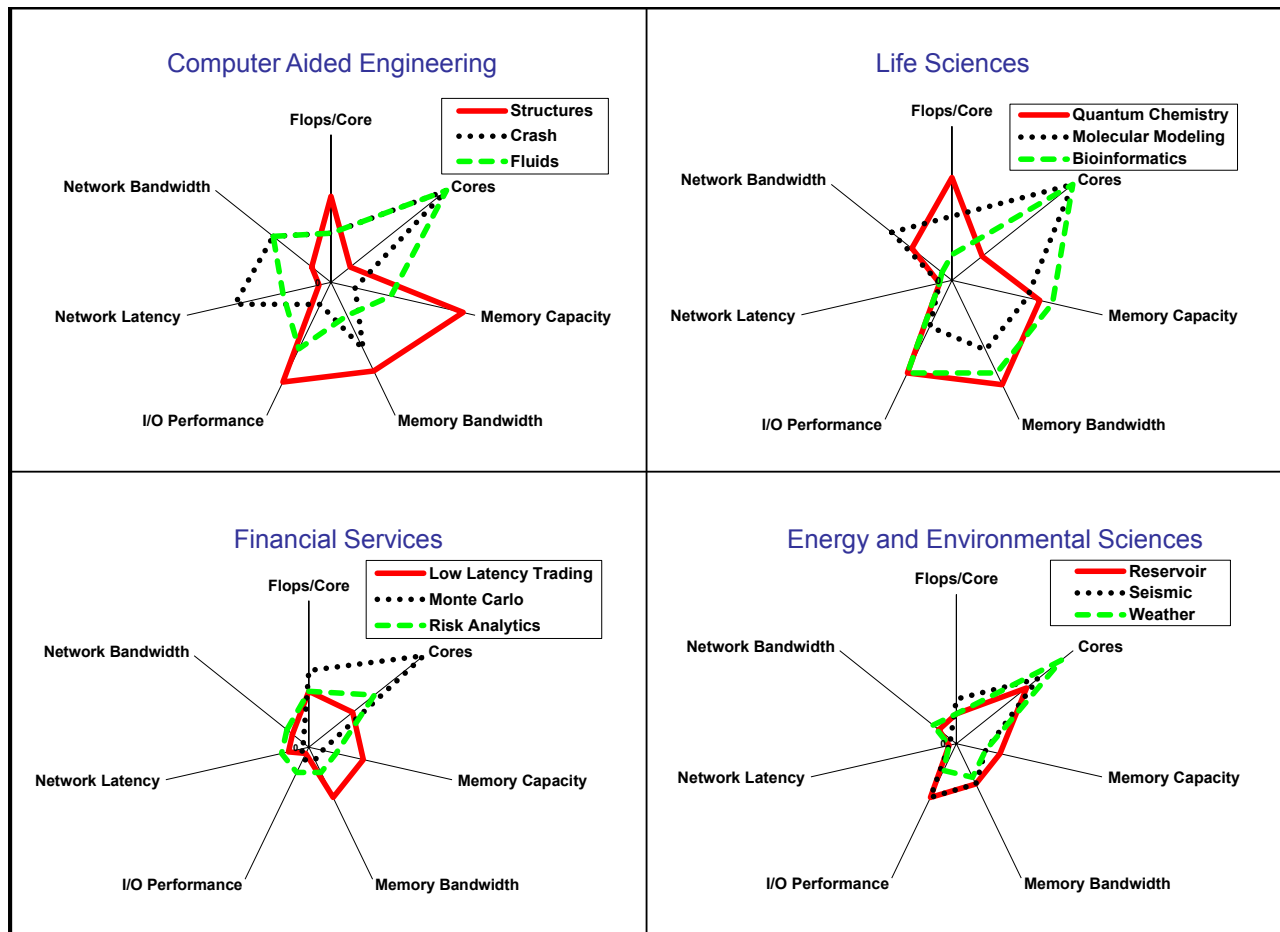 Computer Aided Engineering
Structures
Crash
Fluids
Flops/Core
Cores
Network Bandwidth
0
Network Latency
Memory Capacity
I/O Performance
Memory Bandwidth
Life Sciences
Quantum Chemistry
Molecular Modeling
Bioinformatics
Flops/Core
Cores
Network Bandwidth
0
Network Latency
Memory Capacity
I/O Performance
Memory Bandwidth
Financial Services
Low Latency Trading
Monte Carlo
Risk Analytics
Flops/Core
Cores
Network Bandwidth
0
Network Latency
Memory Capacity
I/O Performance
Memory Bandwidth
Energy and Environmental Sciences
Reservoir
Seismic
Weather
Flops/Core
Cores
Network Bandwidth
0
Network Latency
Memory Capacity
I/O Performance
Memory Bandwidth